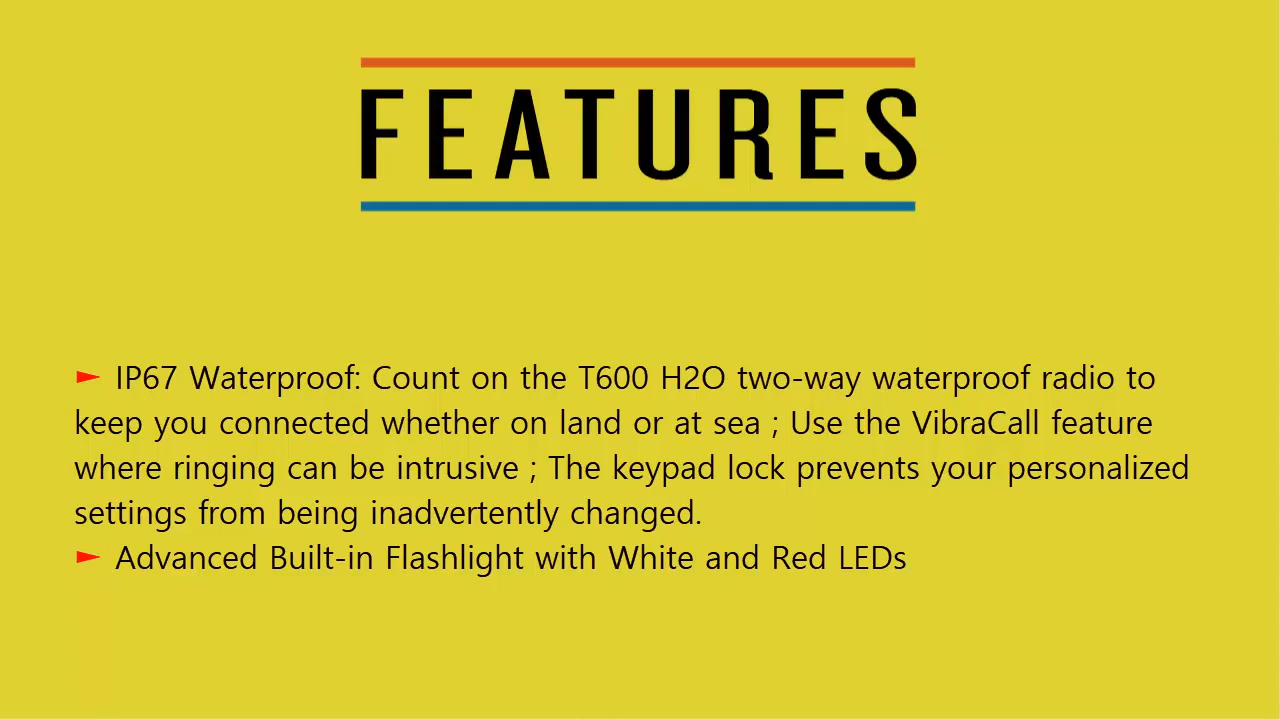 FEATURES
► IP67 Waterproof: Count on the T600 H2O two-way waterproof radio to
keep you connected whether on land or at sea ; Use the VibraCall feature
where ringing can be intrusive ; The keypad lock prevents your personalized
settings from being inadvertently changed.
► Advanced Built-in Flashlight with White and Red LEDs